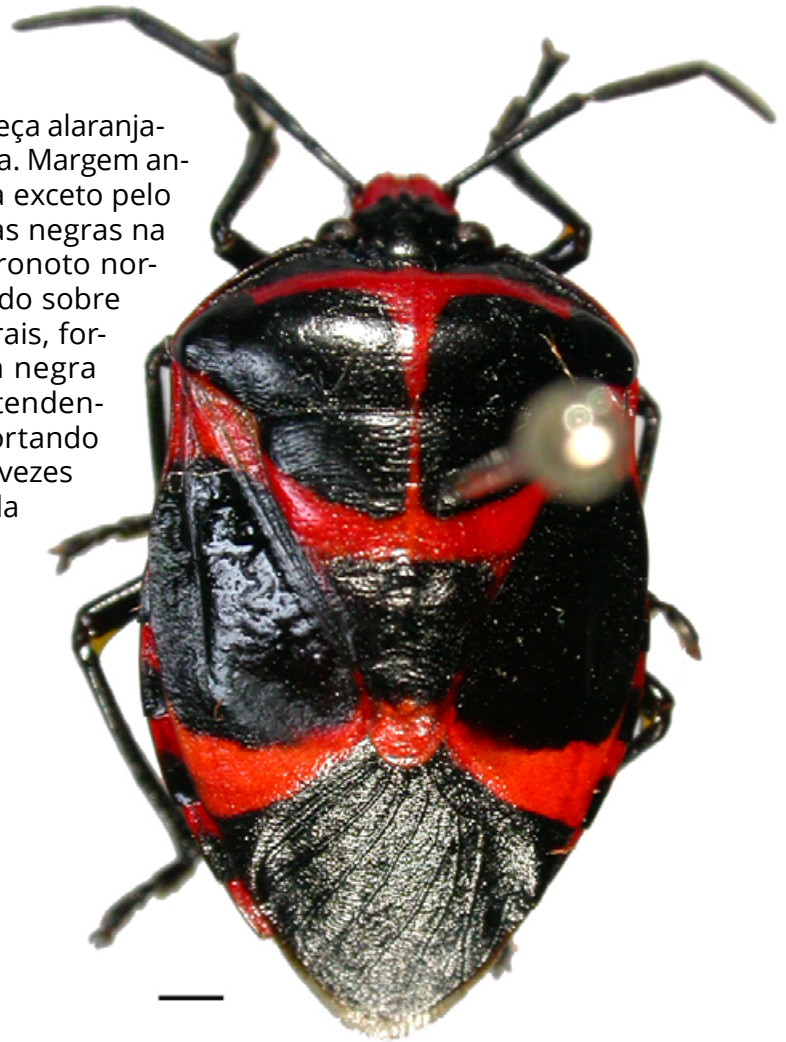 eça alaranja-
a. Margem an-
a exceto pelo
as negras na
ronoto nor-
do sobre
rais, for-
negra
tenden-
ortando
vezes
la